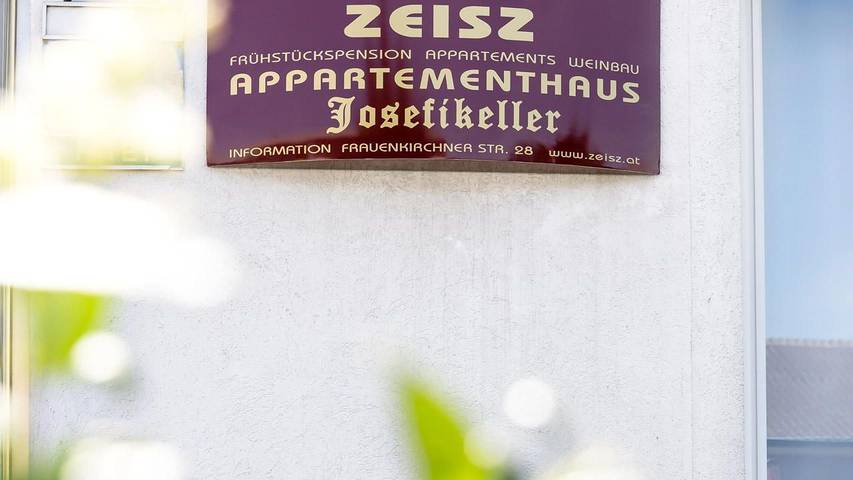 ZEISZ
FRÜHSTÜCKSPENSION APPARTEMENTS WEINBAU
APPARTEMENTHAUS
Josefikeller
INFORMATION FRAUENKIRCHNER STR. 28 www.zeisz.at